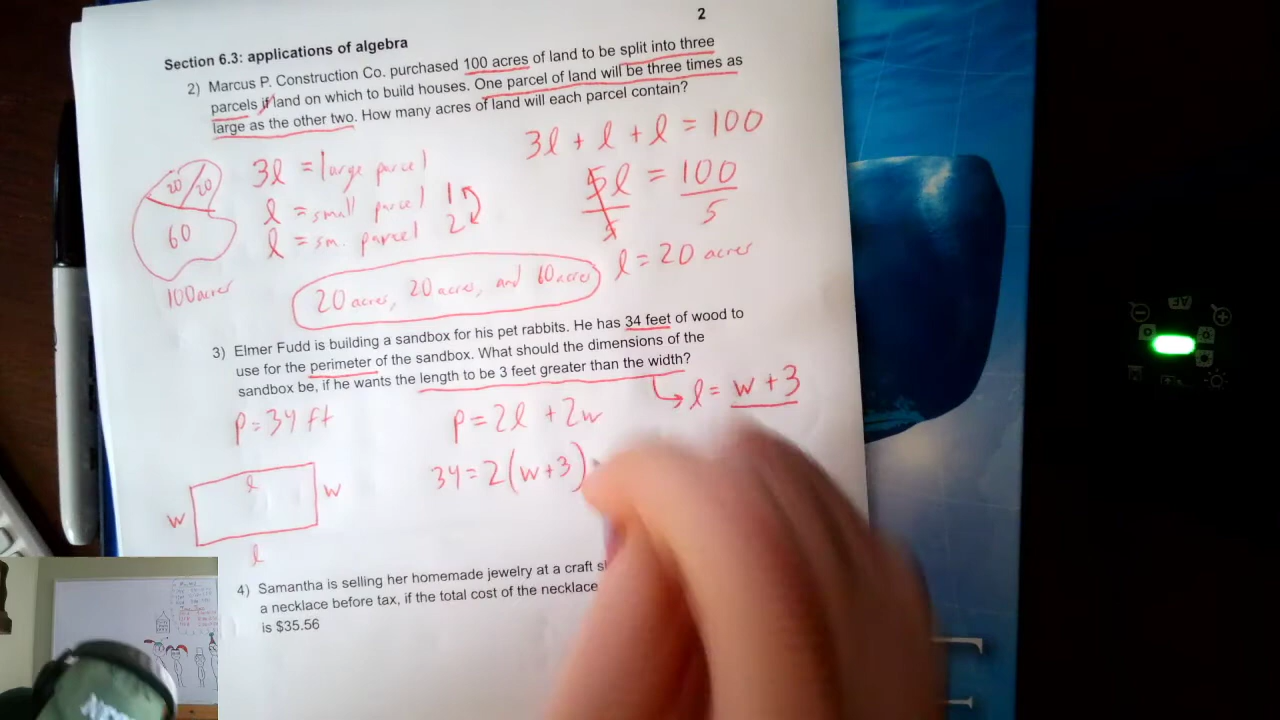 2
Section 6.3: applications of algebra
2) Marcus P. Construction Co. purchased 100 acres of land to be split into three
parcels if land on which to build houses. One parcel of land will be three times as
large as the other two. How many acres of land will each parcel contain?
3l + l + l = 100
20 / 20
60
100 acres
3l = large parcel
l = small parcel 1
l = sm. parcel 2
5l = 100
5 5
l = 20 acres
20 acres, 20 acres, and 60 acres
3) Elmer Fudd is building a sandbox for his pet rabbits. He has 34 feet of wood to
use for the perimeter of the sandbox. What should the dimensions of the
sandbox be, if he wants the length to be 3 feet greater than the width?
l = w + 3
P = 34 ft
P = 2l + 2w
34 = 2(w+3)
l
w
w
l
4) Samantha is selling her homemade jewelry at a craft
a necklace before tax, if the total cost of the necklace
is $35.56